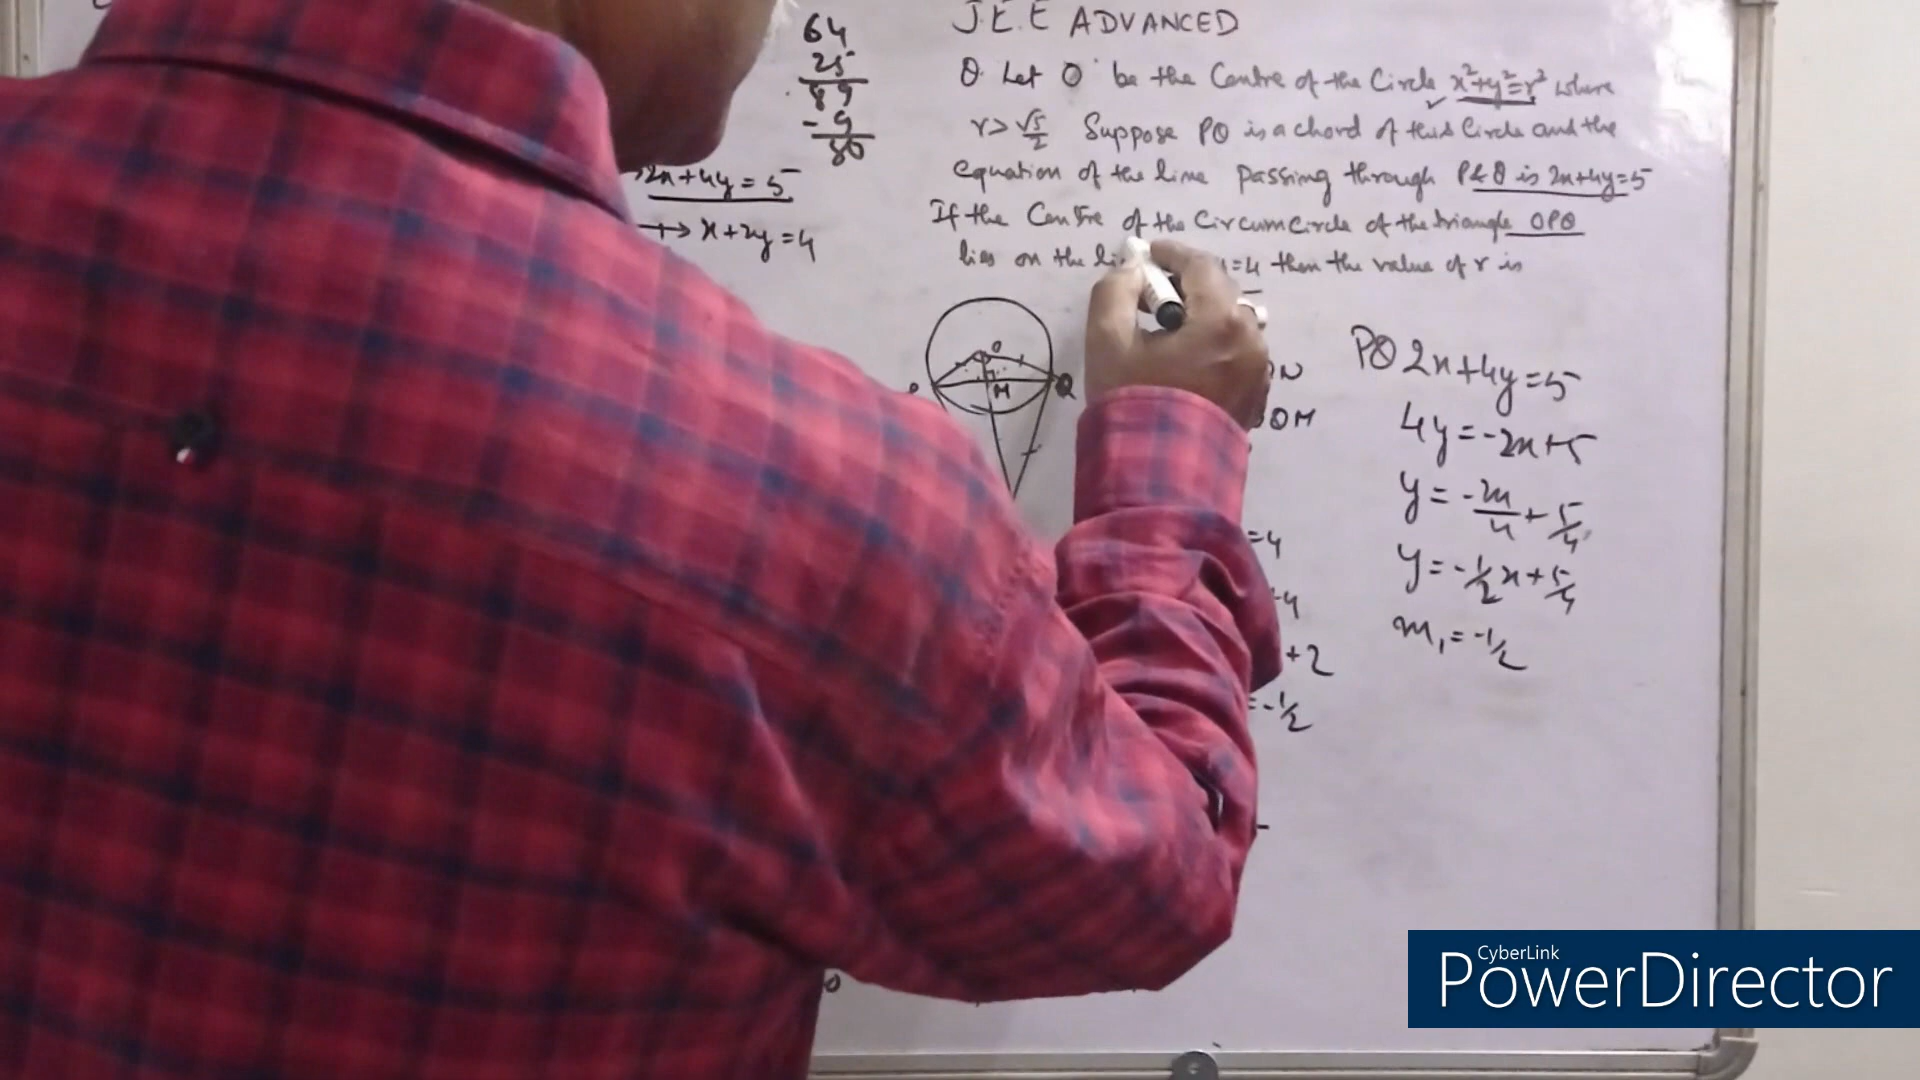 64
25
89
-9
80
2x+4y=5
→ x+2y=4
J.E.E ADVANCED
Q. Let O be the Centre of the Circle x²+y²=r² where
r>√5/2 Suppose PQ is a chord of this Circle and the
equation of the line passing through P&Q is 2x+4y=5
If the Centre of the Circumcircle of the triangle OPQ
lies on the =4 then the value of r is
O
M
Q
N
OM
=4
4
+2
=-1/2
PQ 2x+4y=5
4y=-2x+5
y=-2x/4+5/4
y=-1/2x+5/4
m₁=-1/2
CyberLink
PowerDirector